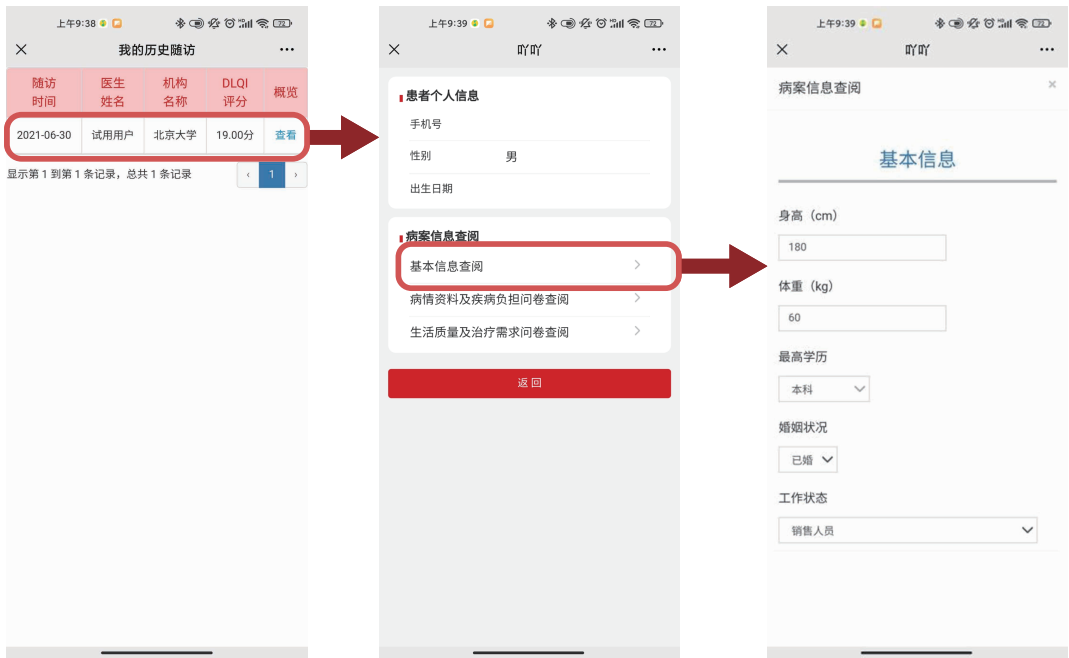 上午9:38
72
我的历史随访
随访时间 医生姓名 机构名称 DLQI评分 概览
2021-06-30 试用用户 北京大学 19.00分 查看
显示第 1 到第 1 条记录，总共 1 条记录
‹ 1 ›
上午9:39
72
吖吖
患者个人信息
手机号
性别 男
出生日期
病案信息查阅
基本信息查阅
病情资料及疾病负担问卷查阅
生活质量及治疗需求问卷查阅
返回
上午9:39
72
吖吖
病案信息查阅 ×
基本信息
身高（cm）
180
体重（kg）
60
最高学历
本科
婚姻状况
已婚
工作状态
销售人员